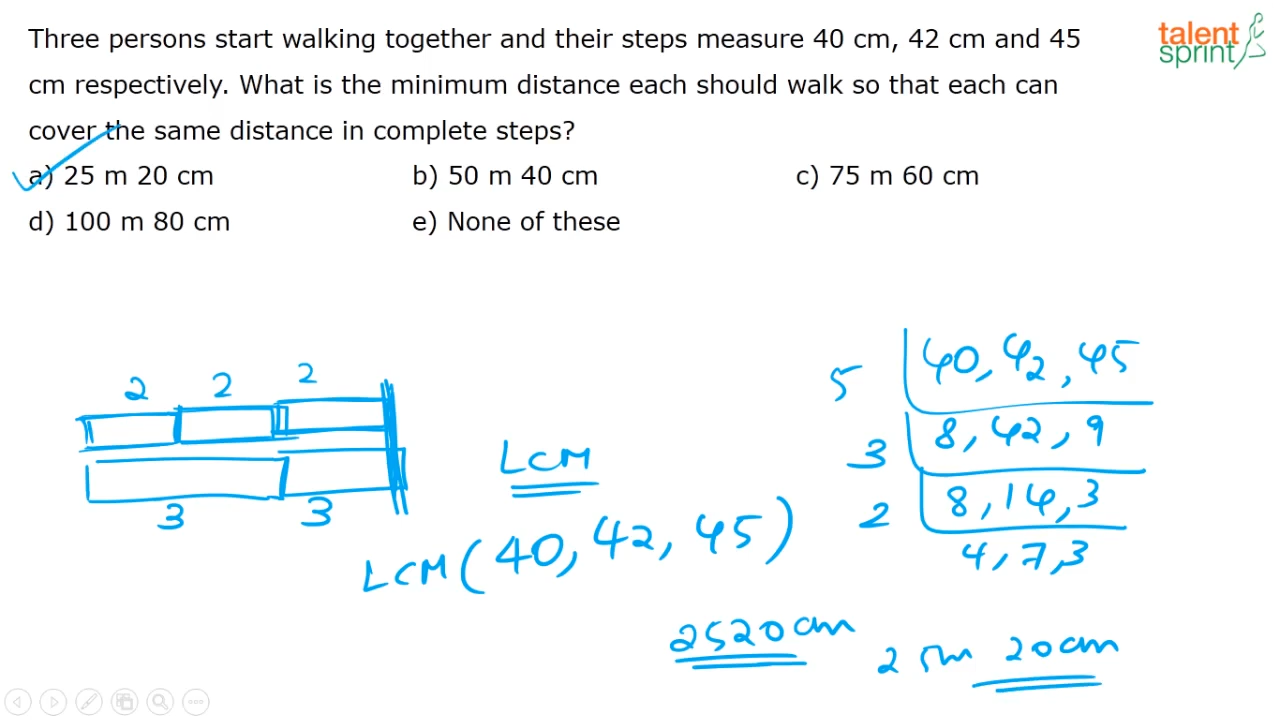 Three persons start walking together and their steps measure 40 cm, 42 cm and 45
cm respectively. What is the minimum distance each should walk so that each can
cover the same distance in complete steps?
a) 25 m 20 cm b) 50 m 40 cm c) 75 m 60 cm
d) 100 m 80 cm e) None of these
talent
sprint
2 2 2
3 3
LCM
LCM (40, 42, 45)
5 40, 42, 45
3 8, 42, 9
2 8, 14, 3
4, 7, 3
2520 cm
25m 20 cm